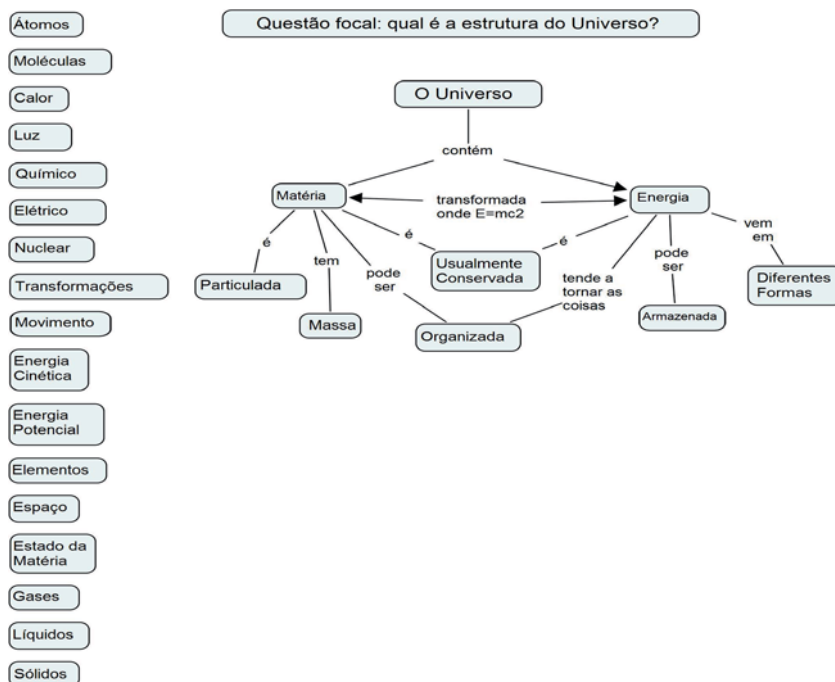 Questão focal: qual é a estrutura do Universo?
Átomos
Moléculas
Calor
Luz
Químico
Elétrico
Nuclear
Transformações
Movimento
Energia
Cinética
Energia
Potencial
Elementos
Espaço
Estado da
Matéria
Gases
Líquidos
Sólidos
O Universo
contém
Matéria
transformada
onde E=mc2
Energia
é
tem
pode
ser
é
é
tende a
tornar as
coisas
pode
ser
vem
em
Particulada
Massa
Usualmente
Conservada
Organizada
Armazenada
Diferentes
Formas